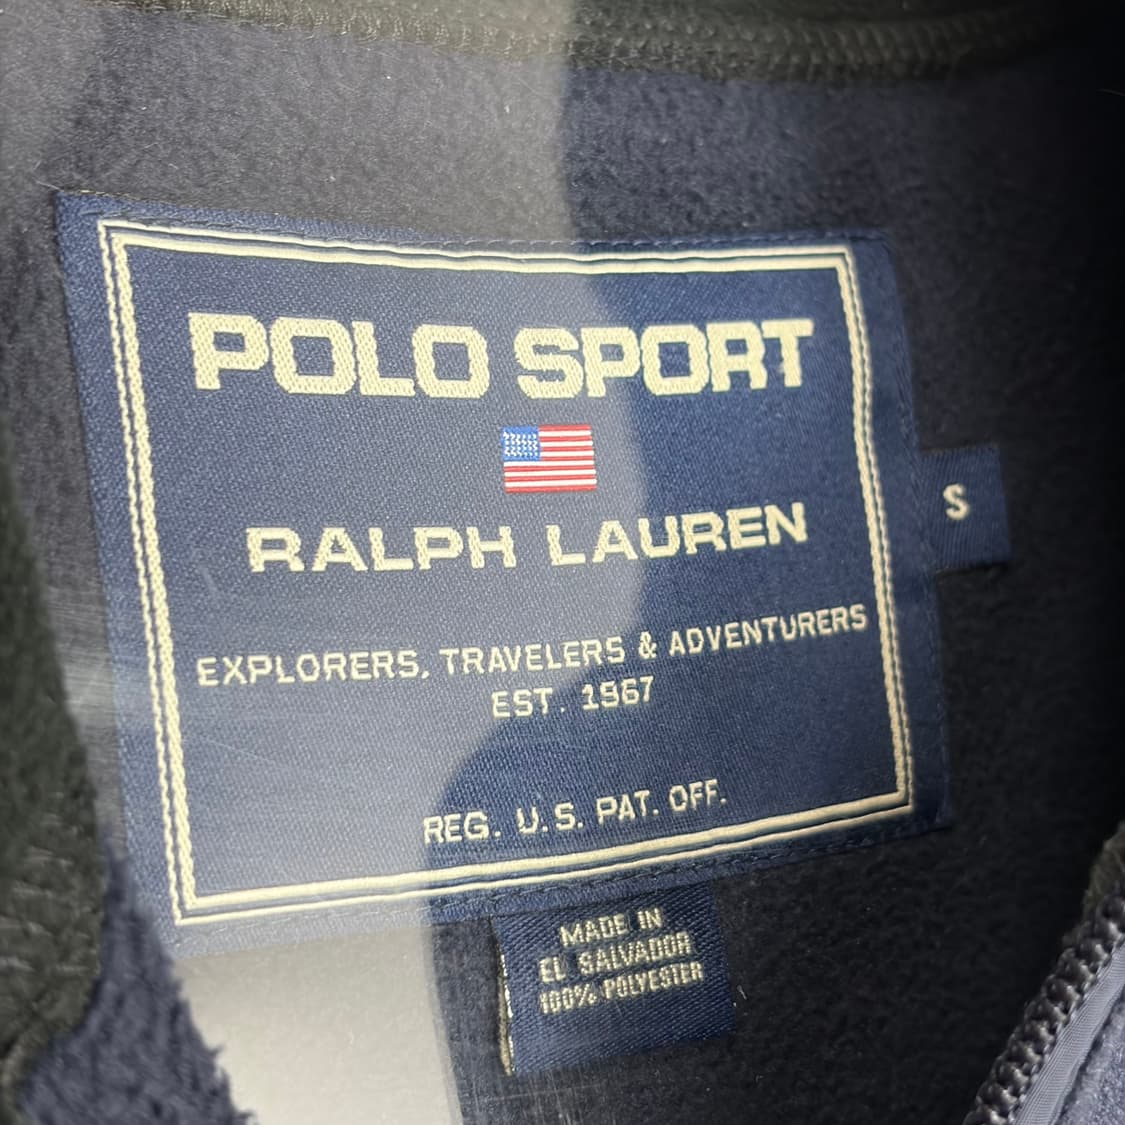 POLO SPORT
RALPH LAUREN
EXPLORERS, TRAVELERS & ADVENTURERS
EST. 1967
REG. U.S. PAT. OFF.
S
MADE IN
EL SALVADOR
100% POLYESTER